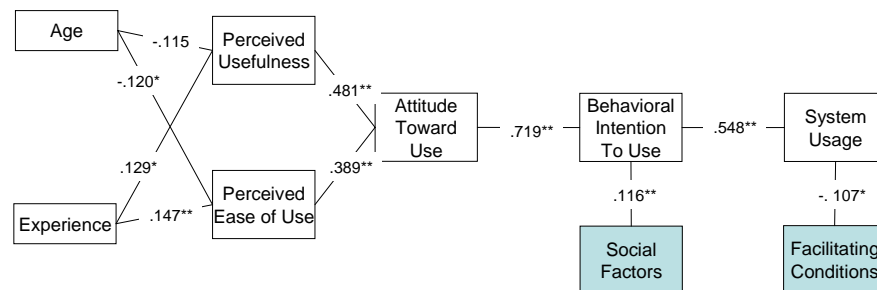 Age
-.115
Perceived
Usefulness
-.120*
.481**
Attitude
Toward
Use
.719**
Behavioral
Intention
To Use
.548**
System
Usage
.129*
.389**
Experience
.147**
Perceived
Ease of Use
.116**
-. 107*
Social
Factors
Facilitating
Conditions